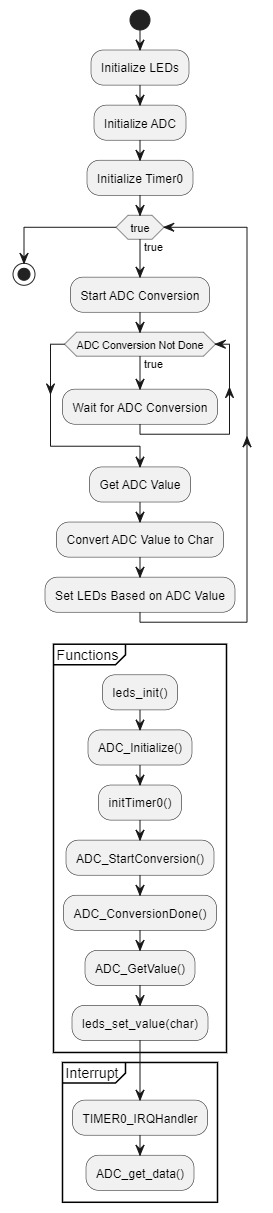 Initialize LEDs
Initialize ADC
Initialize Timer0
true
true
Start ADC Conversion
ADC Conversion Not Done
true
Wait for ADC Conversion
Get ADC Value
Convert ADC Value to Char
Set LEDs Based on ADC Value
Functions
leds_init()
ADC_Initialize()
initTimer0()
ADC_StartConversion()
ADC_ConversionDone()
ADC_GetValue()
leds_set_value(char)
Interrupt
TIMER0_IRQHandler
ADC_get_data()